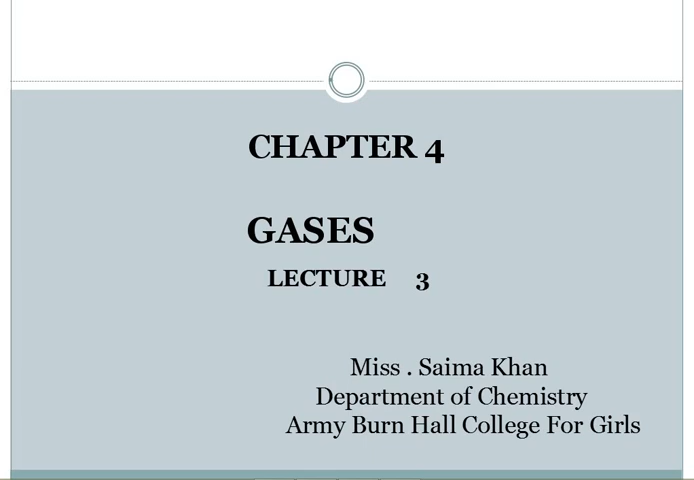 CHAPTER 4
GASES
LECTURE 3
Miss . Saima Khan
Department of Chemistry
Army Burn Hall College For Girls